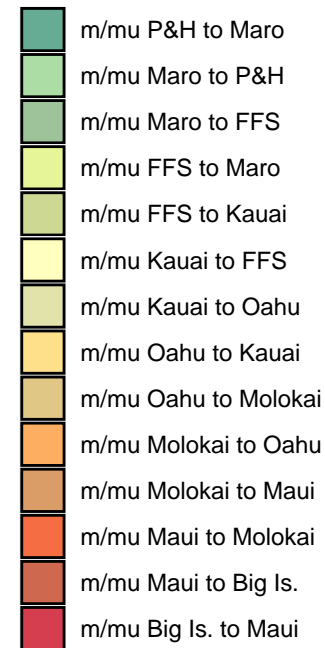 m/mu P&H to Maro
m/mu Maro to P&H
m/mu Maro to FFS
m/mu FFS to Maro
m/mu FFS to Kauai
m/mu Kauai to FFS
m/mu Kauai to Oahu
m/mu Oahu to Kauai
m/mu Oahu to Molokai
m/mu Molokai to Oahu
m/mu Molokai to Maui
m/mu Maui to Molokai
m/mu Maui to Big Is.
m/mu Big Is. to Maui